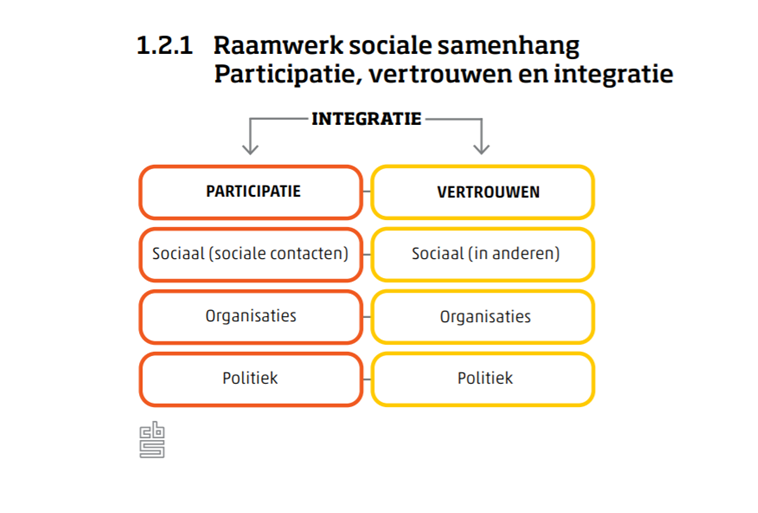 1.2.1 Raamwerk sociale samenhang
Participatie, vertrouwen en integratie
INTEGRATIE
PARTICIPATIE
VERTROUWEN
Sociaal (sociale contacten)
Sociaal (in anderen)
Organisaties
Organisaties
Politiek
Politiek
cbs